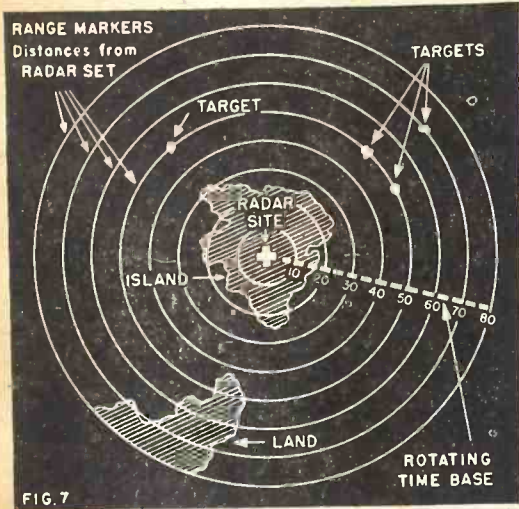 RANGE MARKERS
Distances from
RADAR SET
TARGETS
TARGET
RADAR
SITE
ISLAND
10 20 30 40 50 60 70 80
LAND
ROTATING
TIME BASE
FIG.7